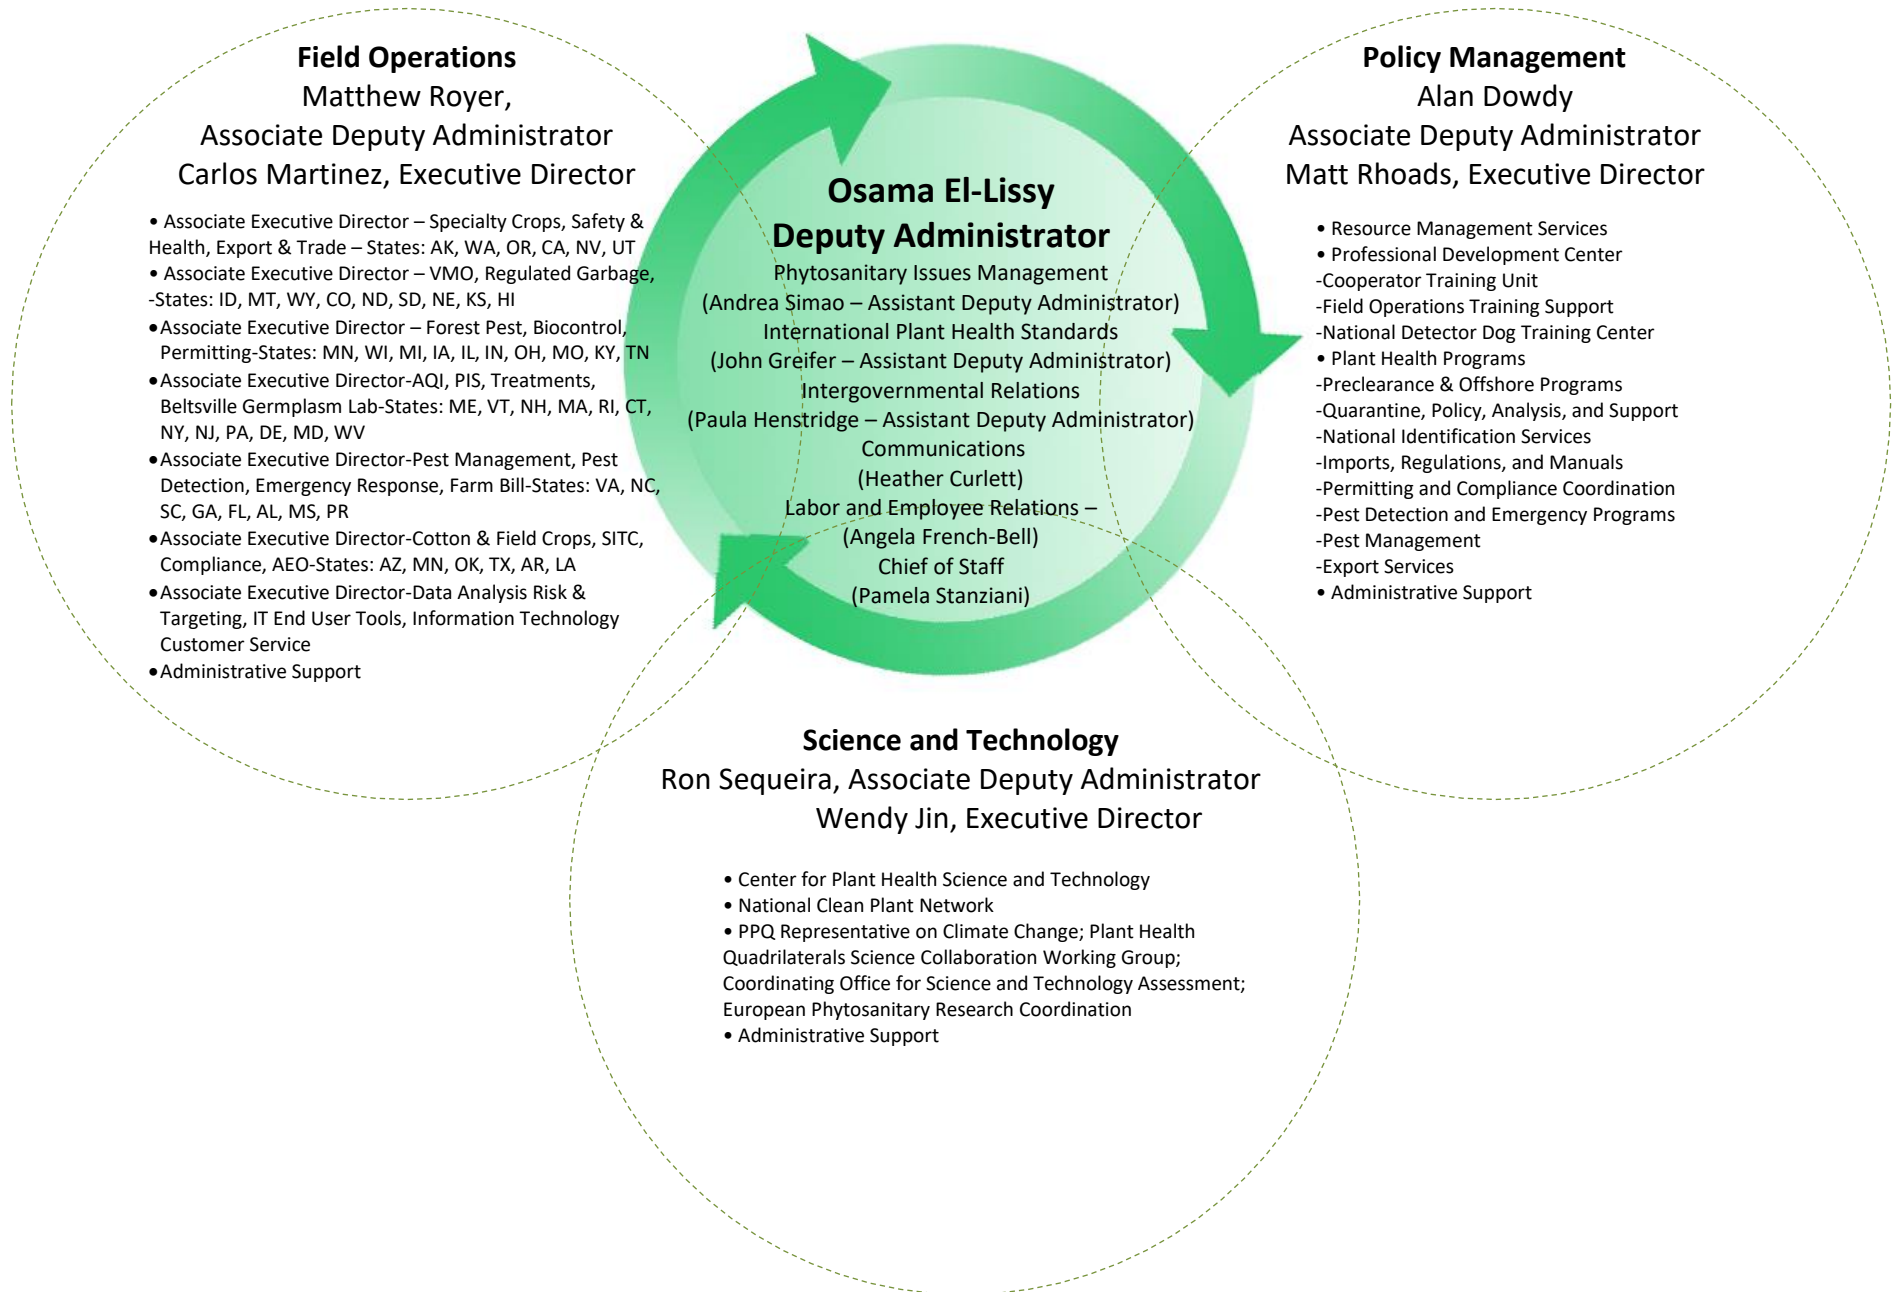 Field Operations
Matthew Royer,
Associate Deputy Administrator
Carlos Martinez, Executive Director
• Associate Executive Director – Specialty Crops, Safety &
Health, Export & Trade – States: AK, WA, OR, CA, NV, UT
• Associate Executive Director – VMO, Regulated Garbage,
-States: ID, MT, WY, CO, ND, SD, NE, KS, HI
•Associate Executive Director – Forest Pest, Biocontrol,
Permitting-States: MN, WI, MI, IA, IL, IN, OH, MO, KY, TN
•Associate Executive Director-AQI, PIS, Treatments,
Beltsville Germplasm Lab-States: ME, VT, NH, MA, RI, CT,
NY, NJ, PA, DE, MD, WV
•Associate Executive Director-Pest Management, Pest
Detection, Emergency Response, Farm Bill-States: VA, NC,
SC, GA, FL, AL, MS, PR
•Associate Executive Director-Cotton & Field Crops, SITC,
Compliance, AEO-States: AZ, MN, OK, TX, AR, LA
•Associate Executive Director-Data Analysis Risk &
Targeting, IT End User Tools, Information Technology
Customer Service
•Administrative Support
Osama El-Lissy
Deputy Administrator
Phytosanitary Issues Management
(Andrea Simao – Assistant Deputy Administrator)
International Plant Health Standards
(John Greifer – Assistant Deputy Administrator)
Intergovernmental Relations
(Paula Henstridge – Assistant Deputy Administrator)
Communications
(Heather Curlett)
Labor and Employee Relations –
(Angela French-Bell)
Chief of Staff
(Pamela Stanziani)
Policy Management
Alan Dowdy
Associate Deputy Administrator
Matt Rhoads, Executive Director
• Resource Management Services
• Professional Development Center
-Cooperator Training Unit
-Field Operations Training Support
-National Detector Dog Training Center
• Plant Health Programs
-Preclearance & Offshore Programs
-Quarantine, Policy, Analysis, and Support
-National Identification Services
-Imports, Regulations, and Manuals
-Permitting and Compliance Coordination
-Pest Detection and Emergency Programs
-Pest Management
-Export Services
• Administrative Support
Science and Technology
Ron Sequeira, Associate Deputy Administrator
Wendy Jin, Executive Director
• Center for Plant Health Science and Technology
• National Clean Plant Network
• PPQ Representative on Climate Change; Plant Health
Quadrilaterals Science Collaboration Working Group;
Coordinating Office for Science and Technology Assessment;
European Phytosanitary Research Coordination
• Administrative Support